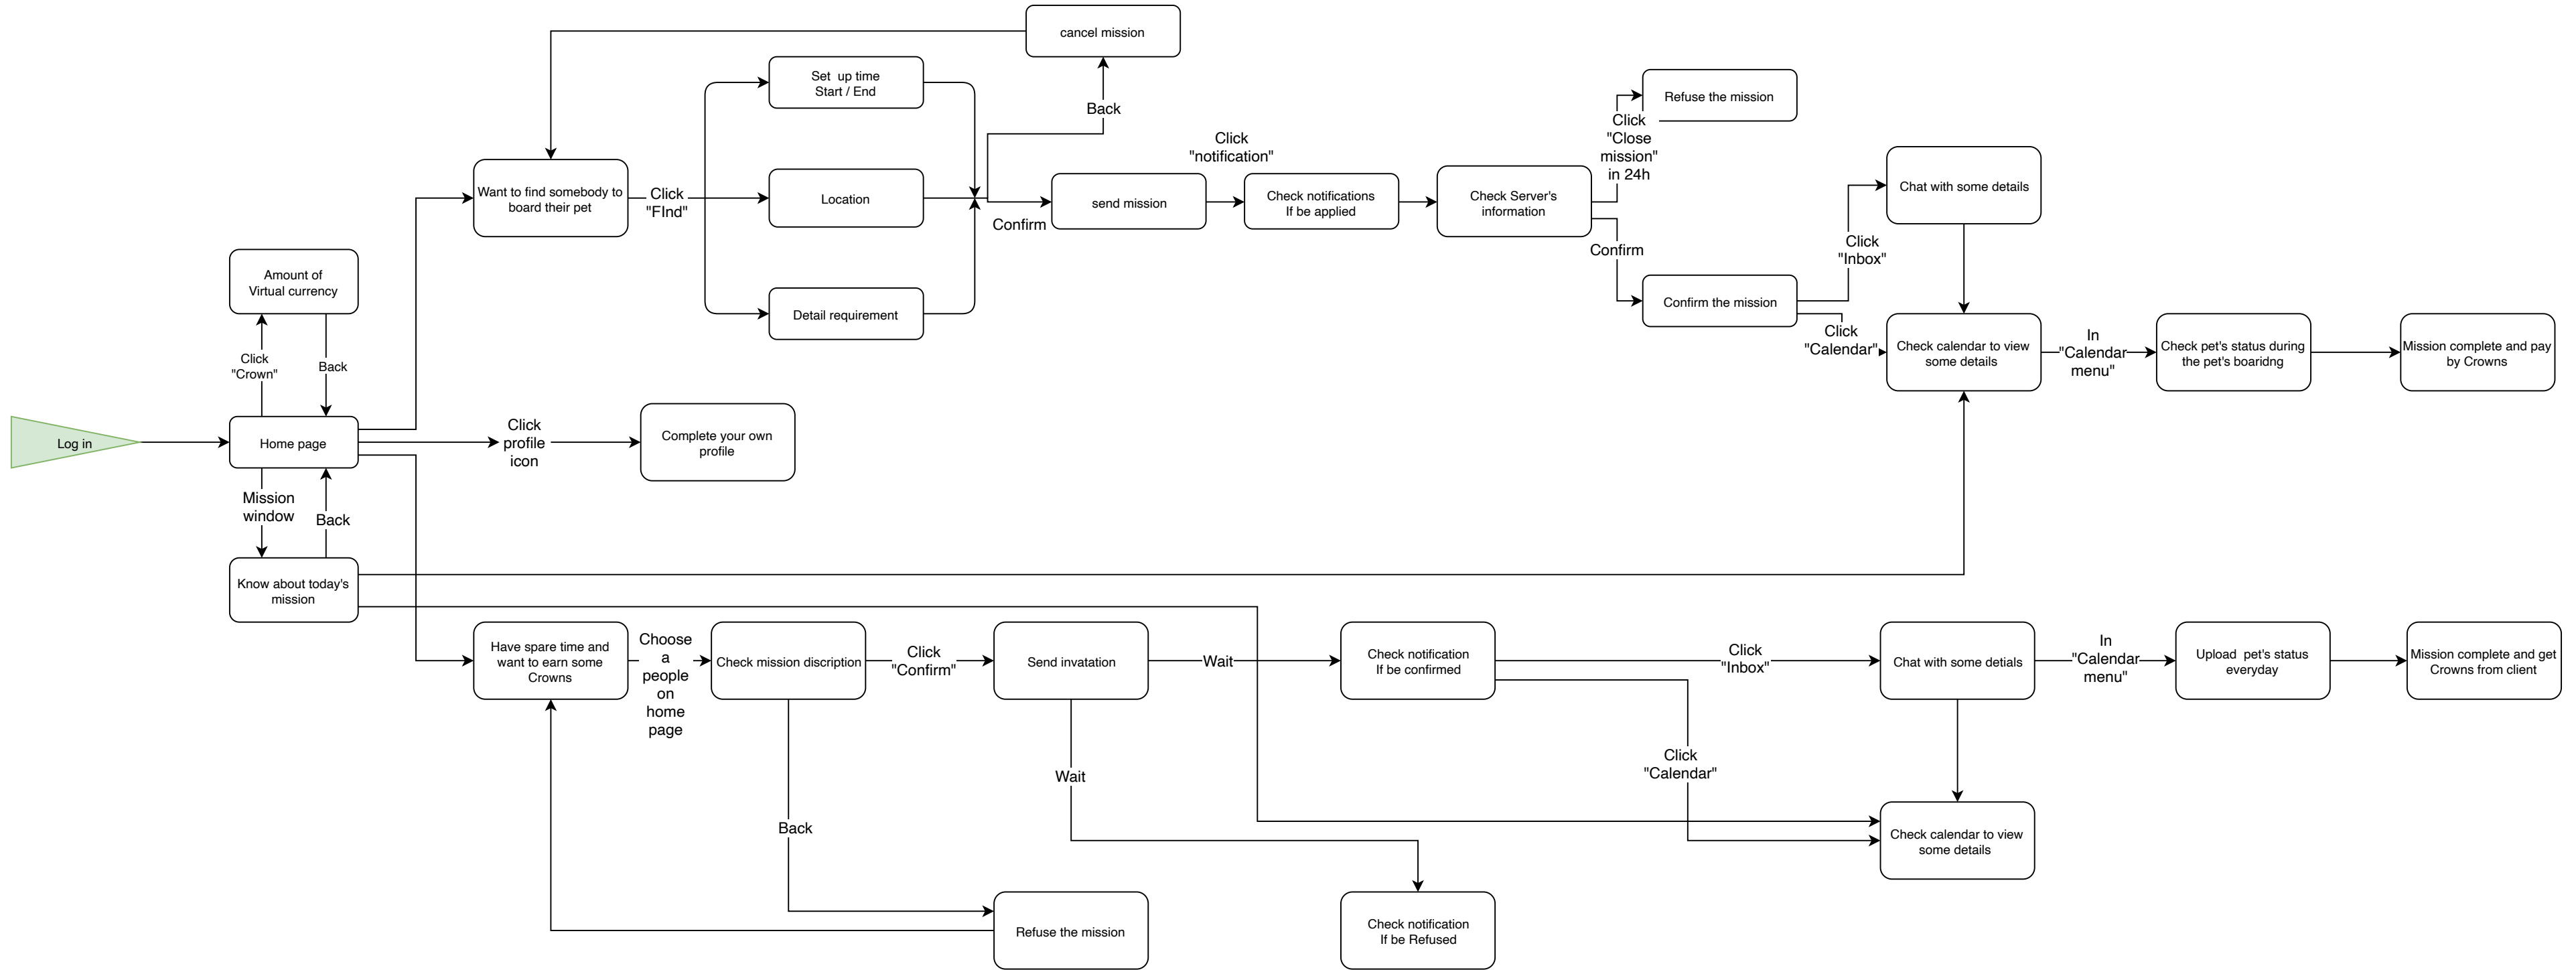 cancel mission
Set up time
Start / End
Back
Refuse the mission
Click
"Close
mission"
in 24h
Click
"notification"
Want to find somebody to
board their pet
Click
"FInd"
Location
Confirm
send mission
Check notifications
If be applied
Check Server's
information
Chat with some details
Confirm
Click
"Inbox"
Amount of
Virtual currency
Detail requirement
Confirm the mission
Click
"Calendar"
Check calendar to view
some details
In
"Calendar
menu"
Check pet's status during
the pet's boaridng
Mission complete and pay
by Crowns
Click
"Crown"
Back
Log in
Home page
Click
profile
icon
Complete your own
profile
Mission
window
Back
Know about today's
mission
Have spare time and
want to earn some
Crowns
Choose
a
people
on
home
page
Check mission discription
Click
"Confirm"
Send invatation
Wait
Check notification
If be confirmed
Click
"Inbox"
Chat with some detials
In
"Calendar
menu"
Upload pet's status
everyday
Mission complete and get
Crowns from client
Wait
Click
"Calendar"
Back
Check calendar to view
some details
Refuse the mission
Check notification
If be Refused